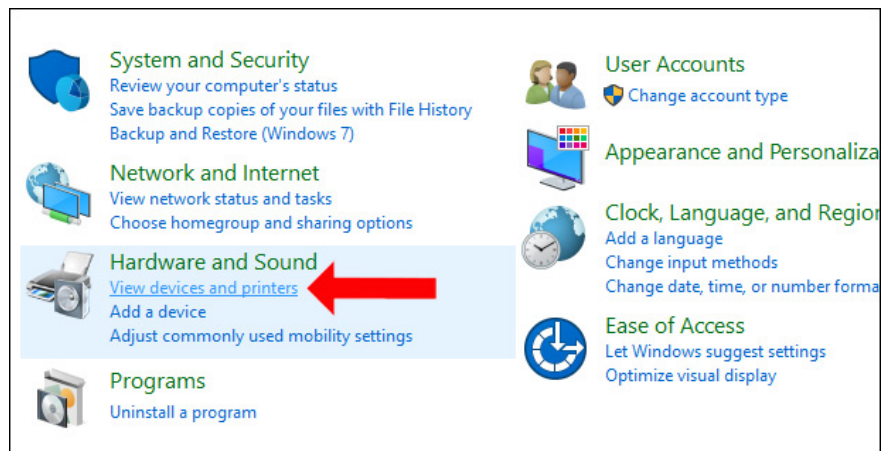 System and Security
Review your computer's status
Save backup copies of your files with File History
Backup and Restore (Windows 7)
Network and Internet
View network status and tasks
Choose homegroup and sharing options
Hardware and Sound
View devices and printers
Add a device
Adjust commonly used mobility settings
Programs
Uninstall a program
User Accounts
Change account type
Appearance and Personaliza
Clock, Language, and Region
Add a language
Change input methods
Change date, time, or number forma
Ease of Access
Let Windows suggest settings
Optimize visual display